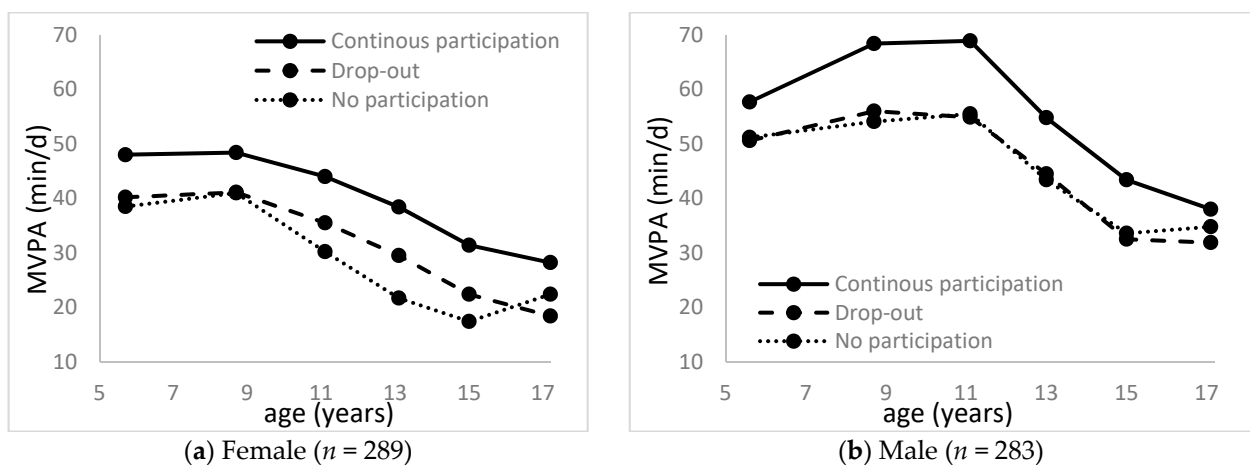 70
60
50
40
30
20
10
MVPA (min/d)
Continous participation
Drop-out
No participation
5 7 9 11 13 15 17
age (years)
(a) Female (n = 289)
70
60
50
40
30
20
10
MVPA (min/d)
Continous participation
Drop-out
No participation
5 7 9 11 13 15 17
age (years)
(b) Male (n = 283)